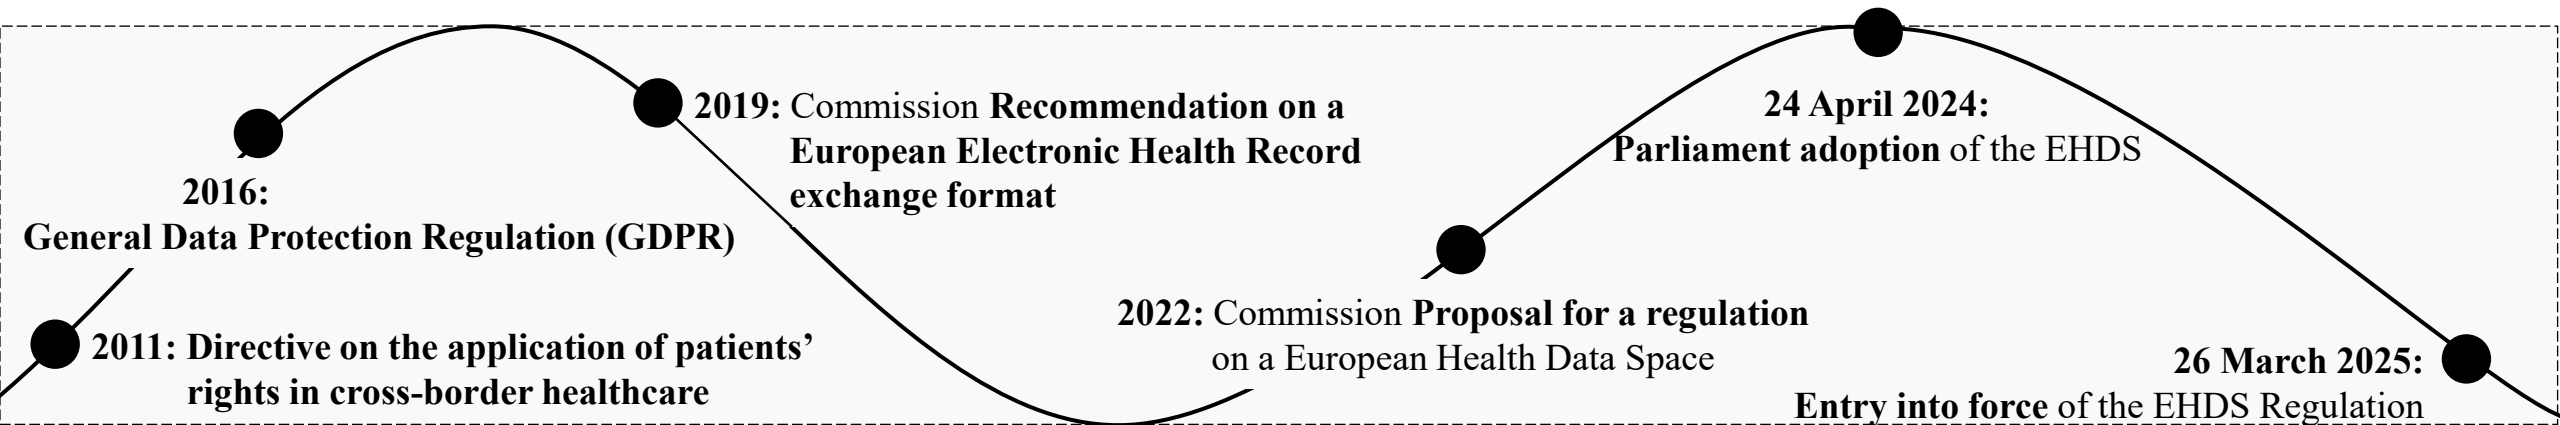 2011: Directive on the application of patients’
rights in cross-border healthcare
2016:
General Data Protection Regulation (GDPR)
2019: Commission Recommendation on a
European Electronic Health Record
exchange format
2022: Commission Proposal for a regulation
on a European Health Data Space
24 April 2024:
Parliament adoption of the EHDS
26 March 2025:
Entry into force of the EHDS Regulation